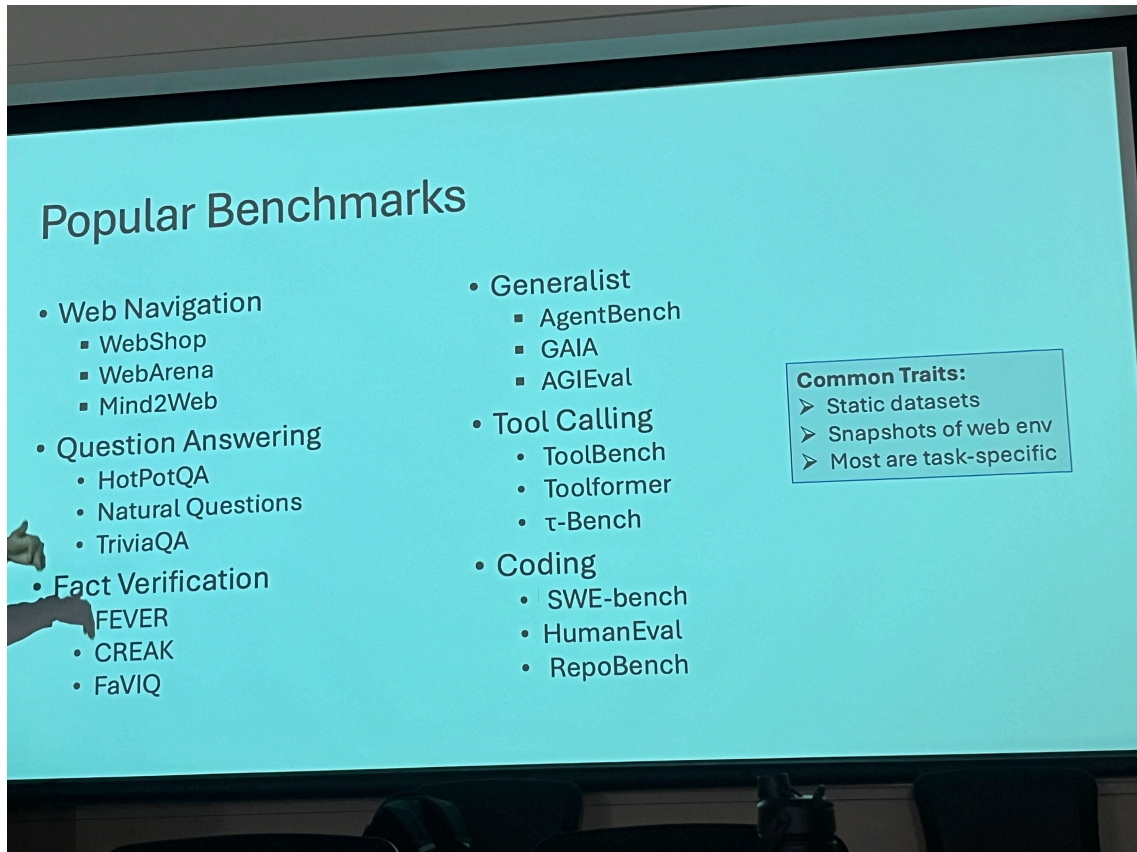 Popular Benchmarks
• Web Navigation
▪ WebShop
▪ WebArena
▪ Mind2Web
• Question Answering
• HotPotQA
• Natural Questions
• TriviaQA
• Fact Verification
FEVER
• CREAK
• FaVIQ
• Generalist
▪ AgentBench
▪ GAIA
▪ AGIEval
• Tool Calling
• ToolBench
• Toolformer
• τ-Bench
• Coding
• SWE-bench
• HumanEval
• RepoBench
Common Traits:
➢ Static datasets
➢ Snapshots of web env
➢ Most are task-specific